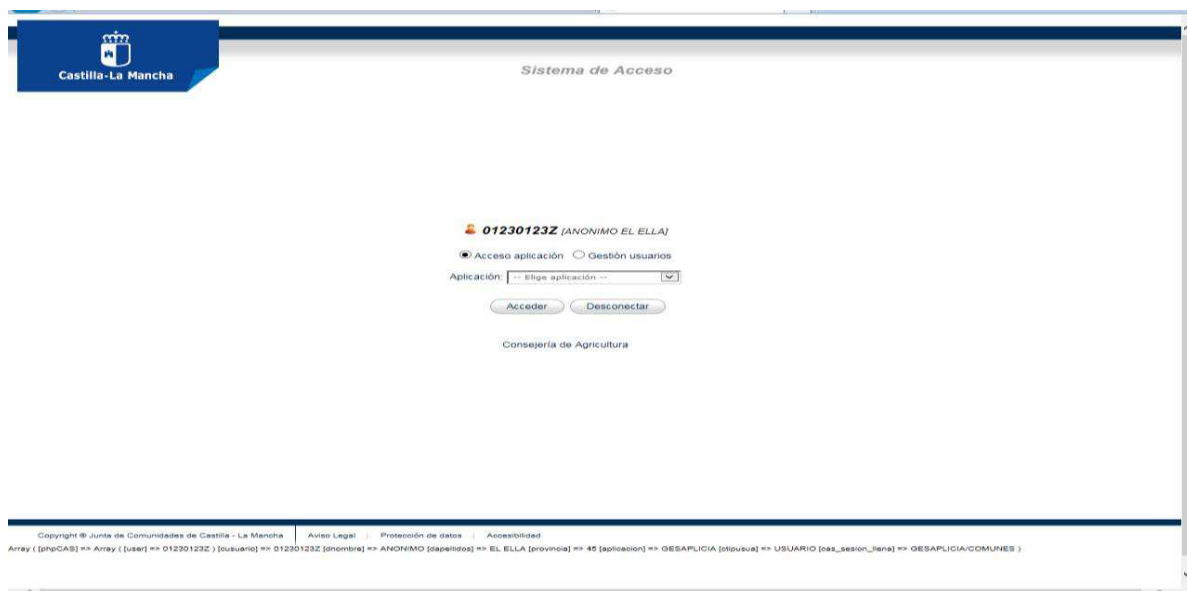 Castilla-La Mancha
Sistema de Acceso
01230123Z [ANONIMO EL ELLA]
Acceso aplicación Gestión usuarios
Aplicación: -- Elige aplicación --
Acceder Desconectar
Consejería de Agricultura
Copyright © Junta de Comunidades de Castilla - La Mancha Aviso Legal | Protección de datos | Accesibilidad
Array ( [phpCAS] => Array ( [user] => 01230123Z ) [cusuario] => 01230123Z [dnombre] => ANONIMO [dapellidos] => EL ELLA [provincia] => 45 [aplicacion] => GESAPLICIA [ctipusua] => USUARIO [cas_sesion_llena] => GESAPLICIA/COMUNES )